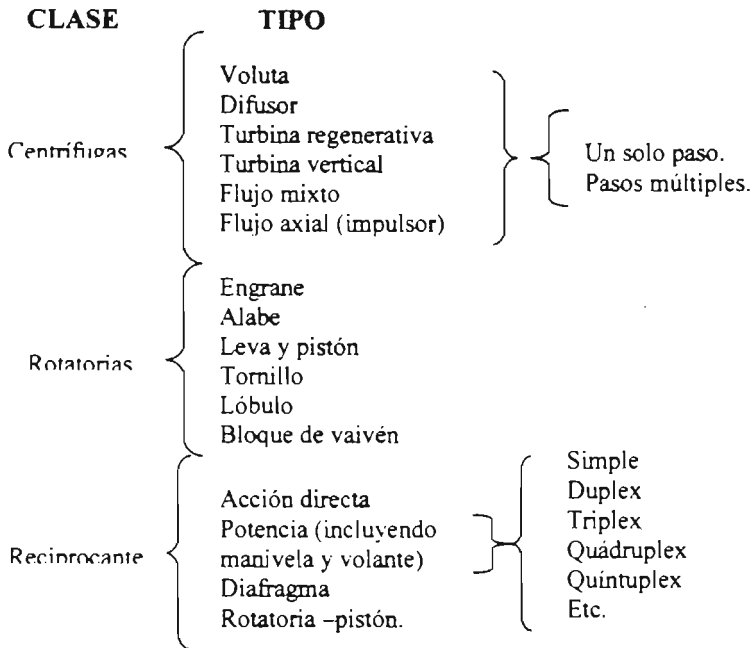 CLASE TIPO
Voluta
Difusor
Turbina regenerativa
Centrífugas
Turbina vertical
Flujo mixto
Flujo axial (impulsor)
Un solo paso.
Pasos múltiples.
Engrane
Alabe
Leva y pistón
Rotatorias
Tornillo
Lóbulo
Bloque de vaivén
Acción directa
Potencia (incluyendo
Reciprocante
manivela y volante)
Diafragma
Rotatoria –pistón.
Simple
Duplex
Triplex
Quádruplex
Quíntuplex
Etc.